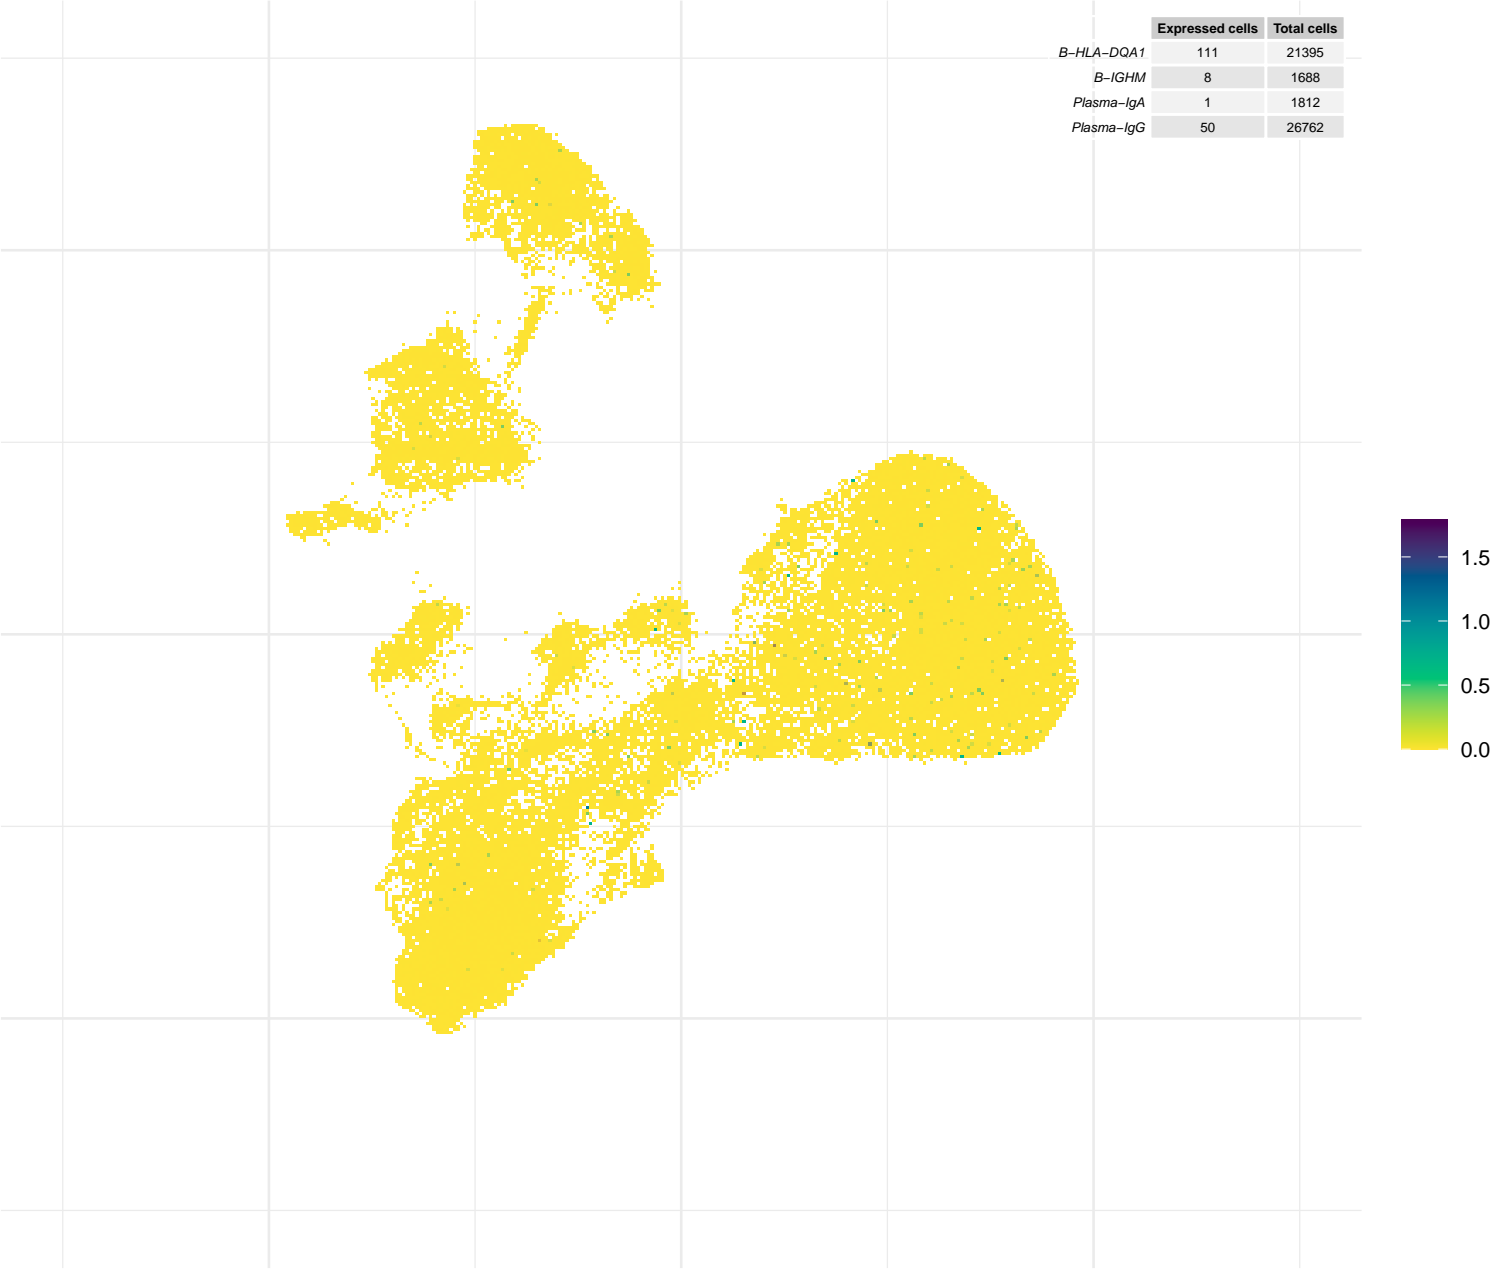 Expressed cells Total cells
B−HLA−DQA1 111 21395
B−IGHM 8 1688
Plasma−IgA 1 1812
Plasma−IgG 50 26762
1.5
1.0
0.5
0.0